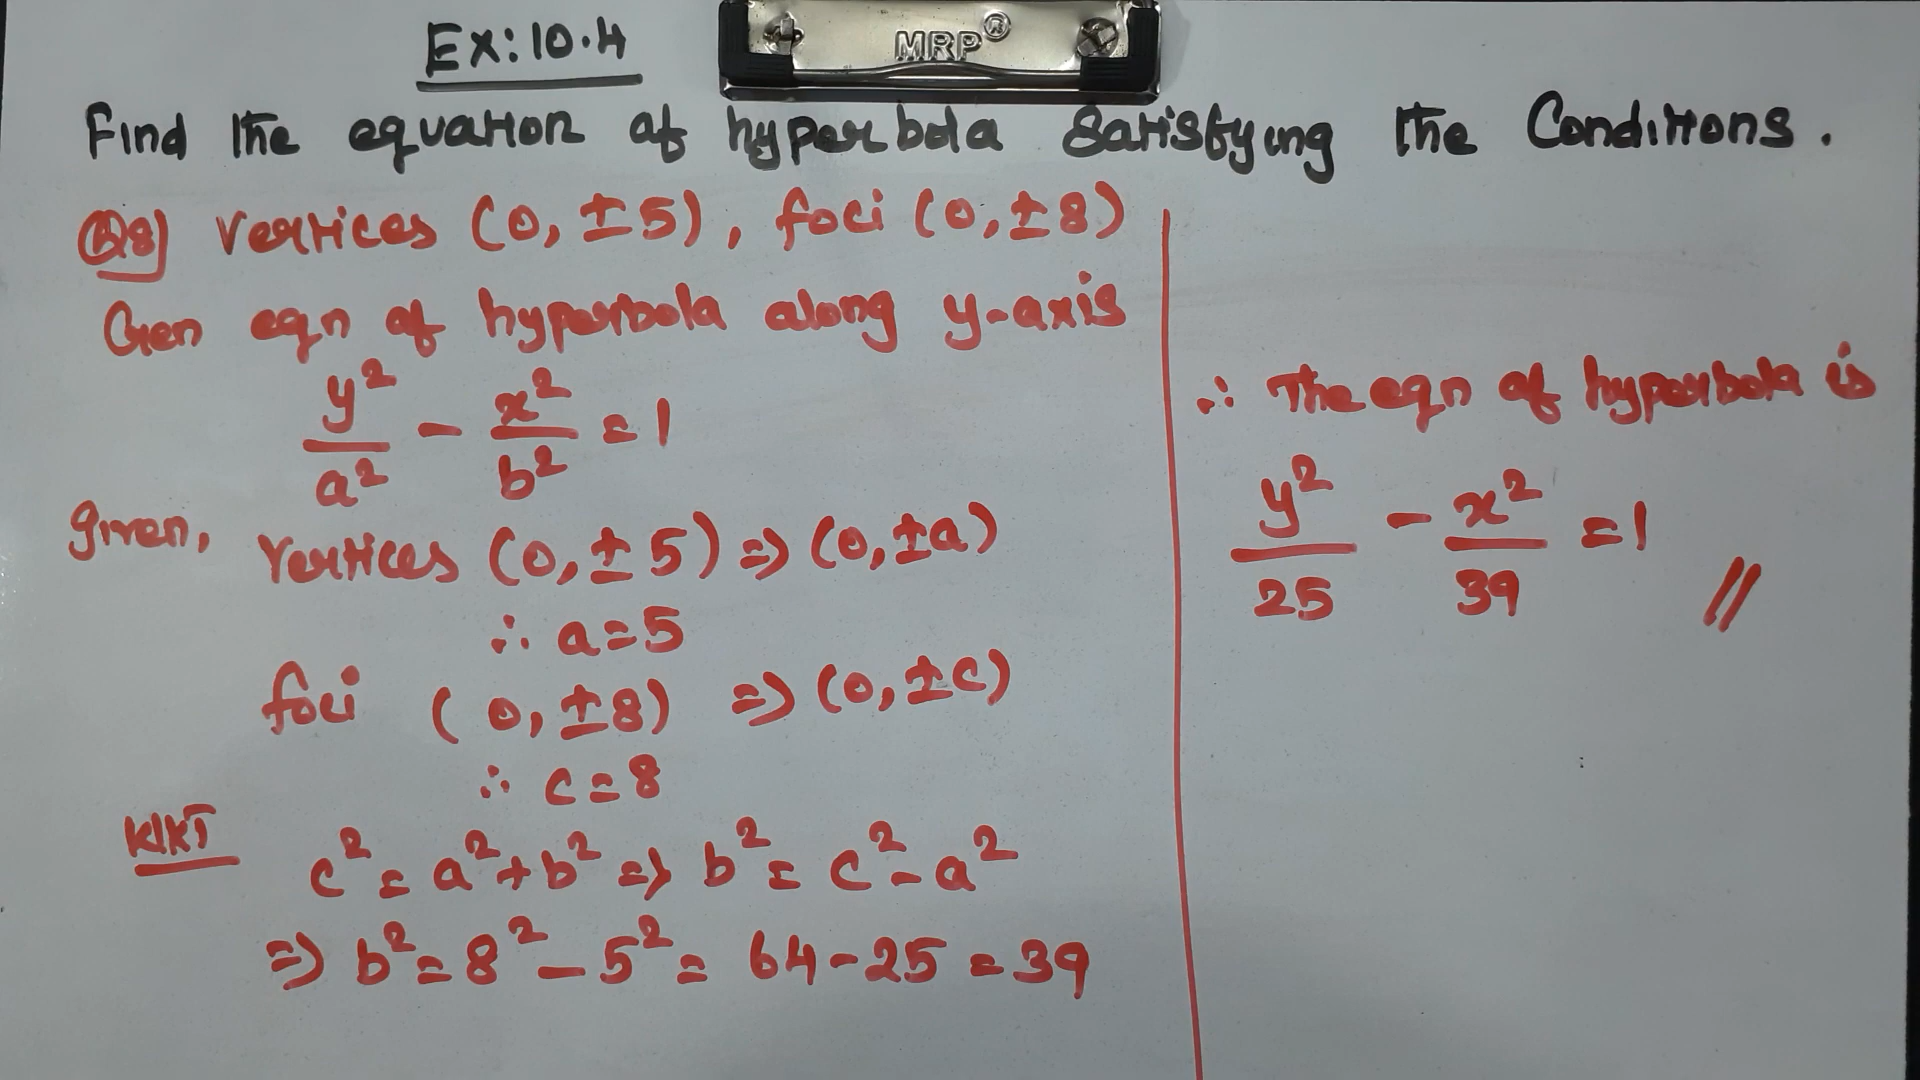 Ex: 10.4
MRP®
Find the equation of hyperbola satisfying the Conditions.
Q8) Vertices (0, ±5), foci (0, ±8)
Gen eqn of hyperbola along y-axis
y²/a² - x²/b² = 1
Given, Vertices (0, ±5) => (0, ±a)
∴ a = 5
foci (0, ±8) => (0, ±c)
∴ c = 8
WKT
c² = a² + b² => b² = c² - a²
=> b² = 8² - 5² = 64 - 25 = 39
∴ The eqn of hyperbola is
y²/25 - x²/39 = 1 //